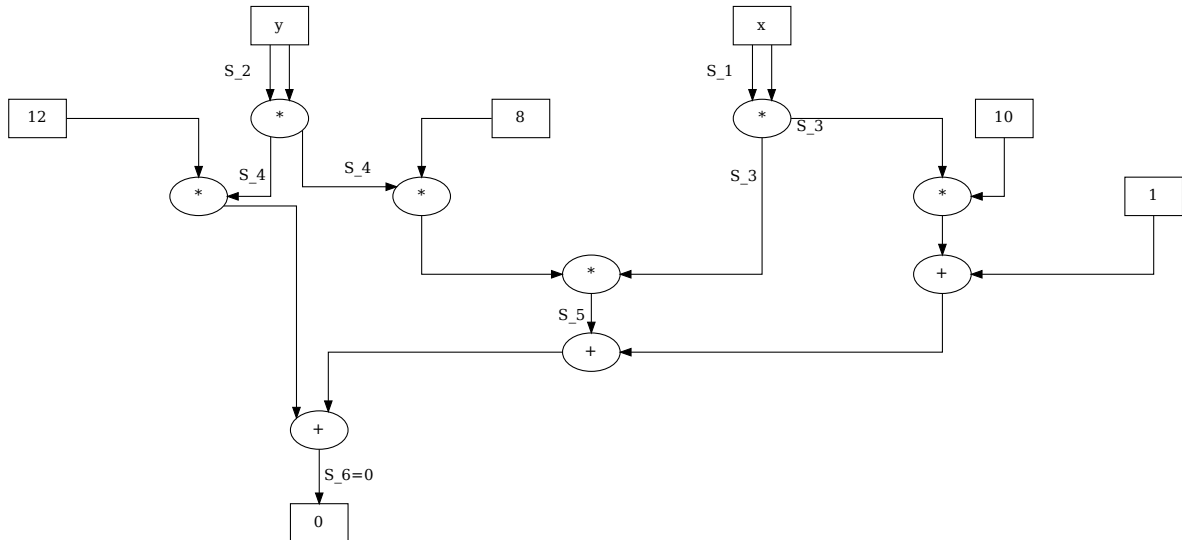 y x
S_2 S_1
12 * 8 * S_3 10
S_4 S_4 S_3
* * * 1
* +
S_5
+
+
S_6=0
0